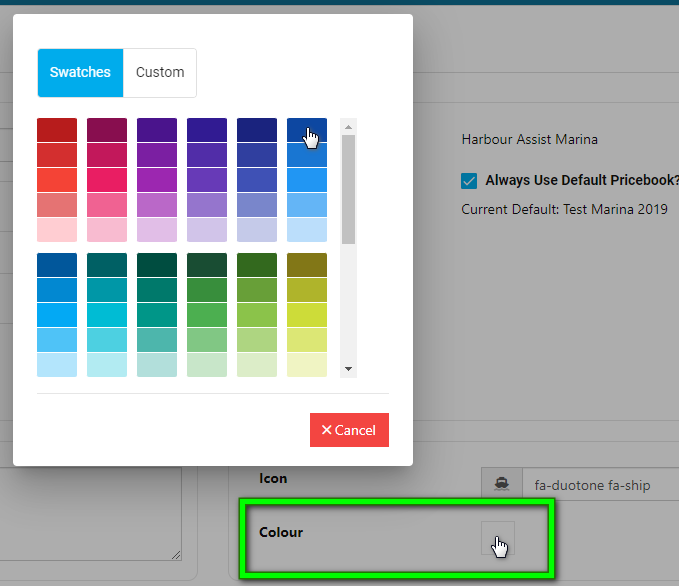 Swatches Custom
Harbour Assist Marina
Always Use Default Pricebook?
Current Default: Test Marina 2019
Cancel
Icon fa-duotone fa-ship
Colour